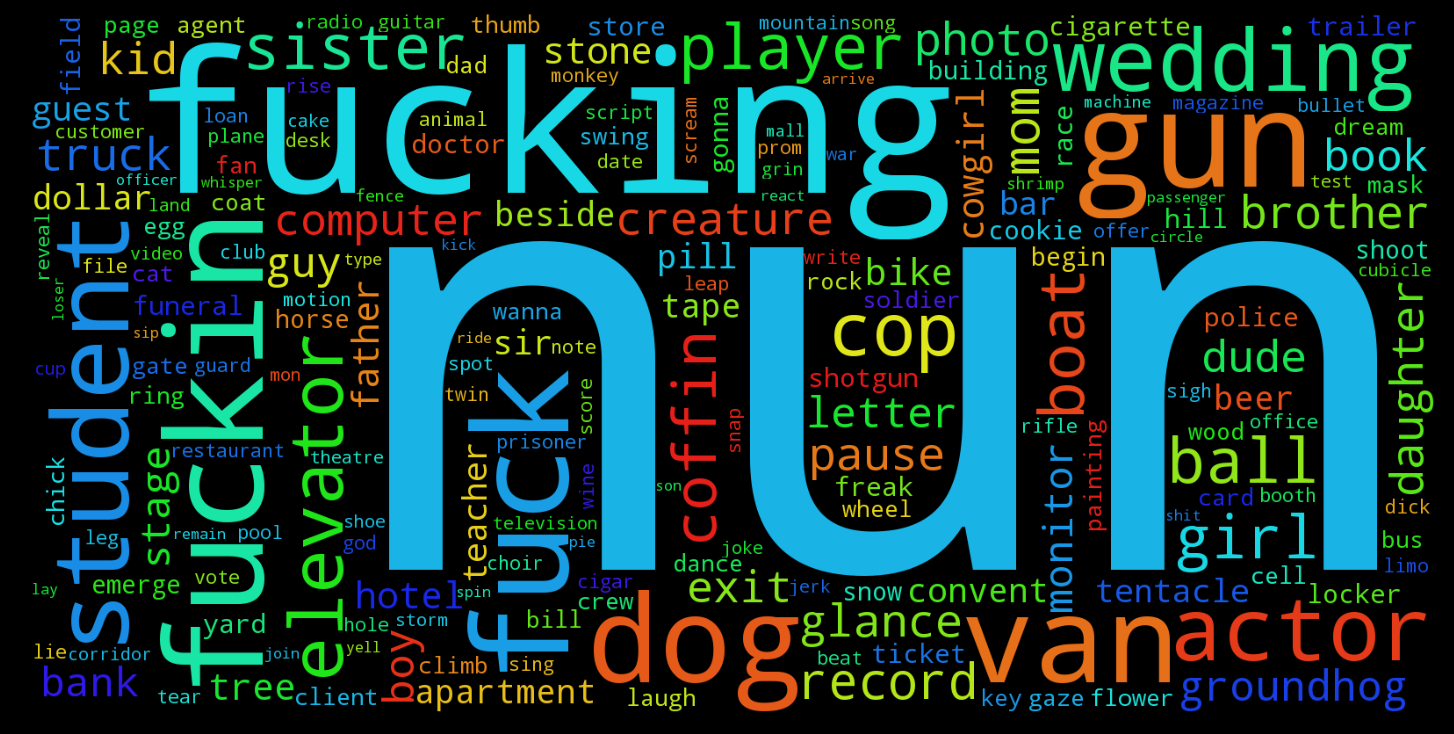 page
agent
radio
guitar
thumb
store
mountain
song
cigarette
trailer
field
kid
sister
dad
stone
player
photo
wedding
monkey
building
arrive
guest
customer
loan
rise
fucking
cake
plane
desk
animal
script
scream
gonna
mall
machine
magazine
bullet
dream
truck
fan
doctor
swing
date
prom
grin
war
cowgirl
mom
race
gun
book
officer
whisper
dollar
land
coat
fence
react
shrimp
passenger
test
mask
computer
beside
creature
bar
cookie
offer
hill
circle
brother
reveal
egg
video
club
cat
file
guy
type
kick
nun
pill
leap
write
rock
bike
begin
shoot
cubicle
student
fuckin
funeral
motion
horse
father
wanna
tape
soldier
boat
police
daughter
loser
sip
gate
guard
elevator
ride
sir
note
spot
cop
dude
cup
mon
ring
twin
score
coffin
shotgun
sigh
beer
letter
snap
rifle
office
wood
restaurant
theatre
prisoner
fuck
pause
painting
ball
chick
stage
teacher
wine
son
freak
wheel
monitor
card
booth
dick
leg
remain
pool
shoe
god
television
pie
choir
joke
dance
shit
girl
bus
limo
lay
emerge
vote
hotel
spin
cigar
crew
exit
jerk
snow
convent
tentacle
cell
locker
yard
hole
storm
bill
dog
glance
van
actor
lie
corridor
join
yell
boy
climb
sing
beat
ticket
bank
tear
tree
client
apartment
laugh
record
key
gaze
flower
groundhog